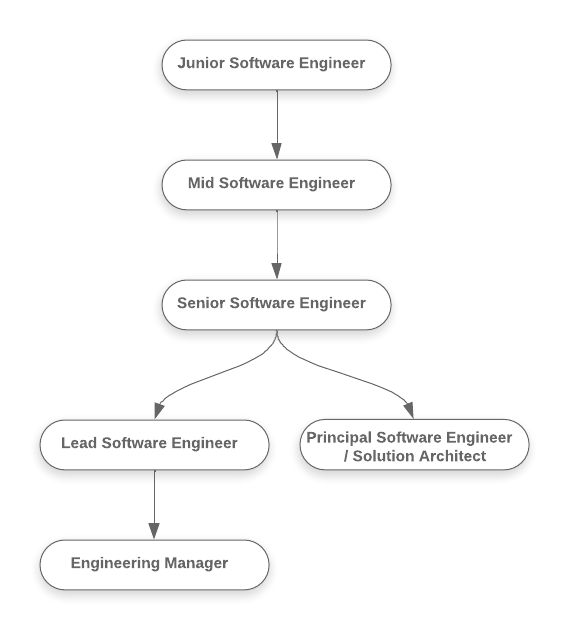 Junior Software Engineer
Mid Software Engineer
Senior Software Engineer
Lead Software Engineer
Principal Software Engineer
/ Solution Architect
Engineering Manager